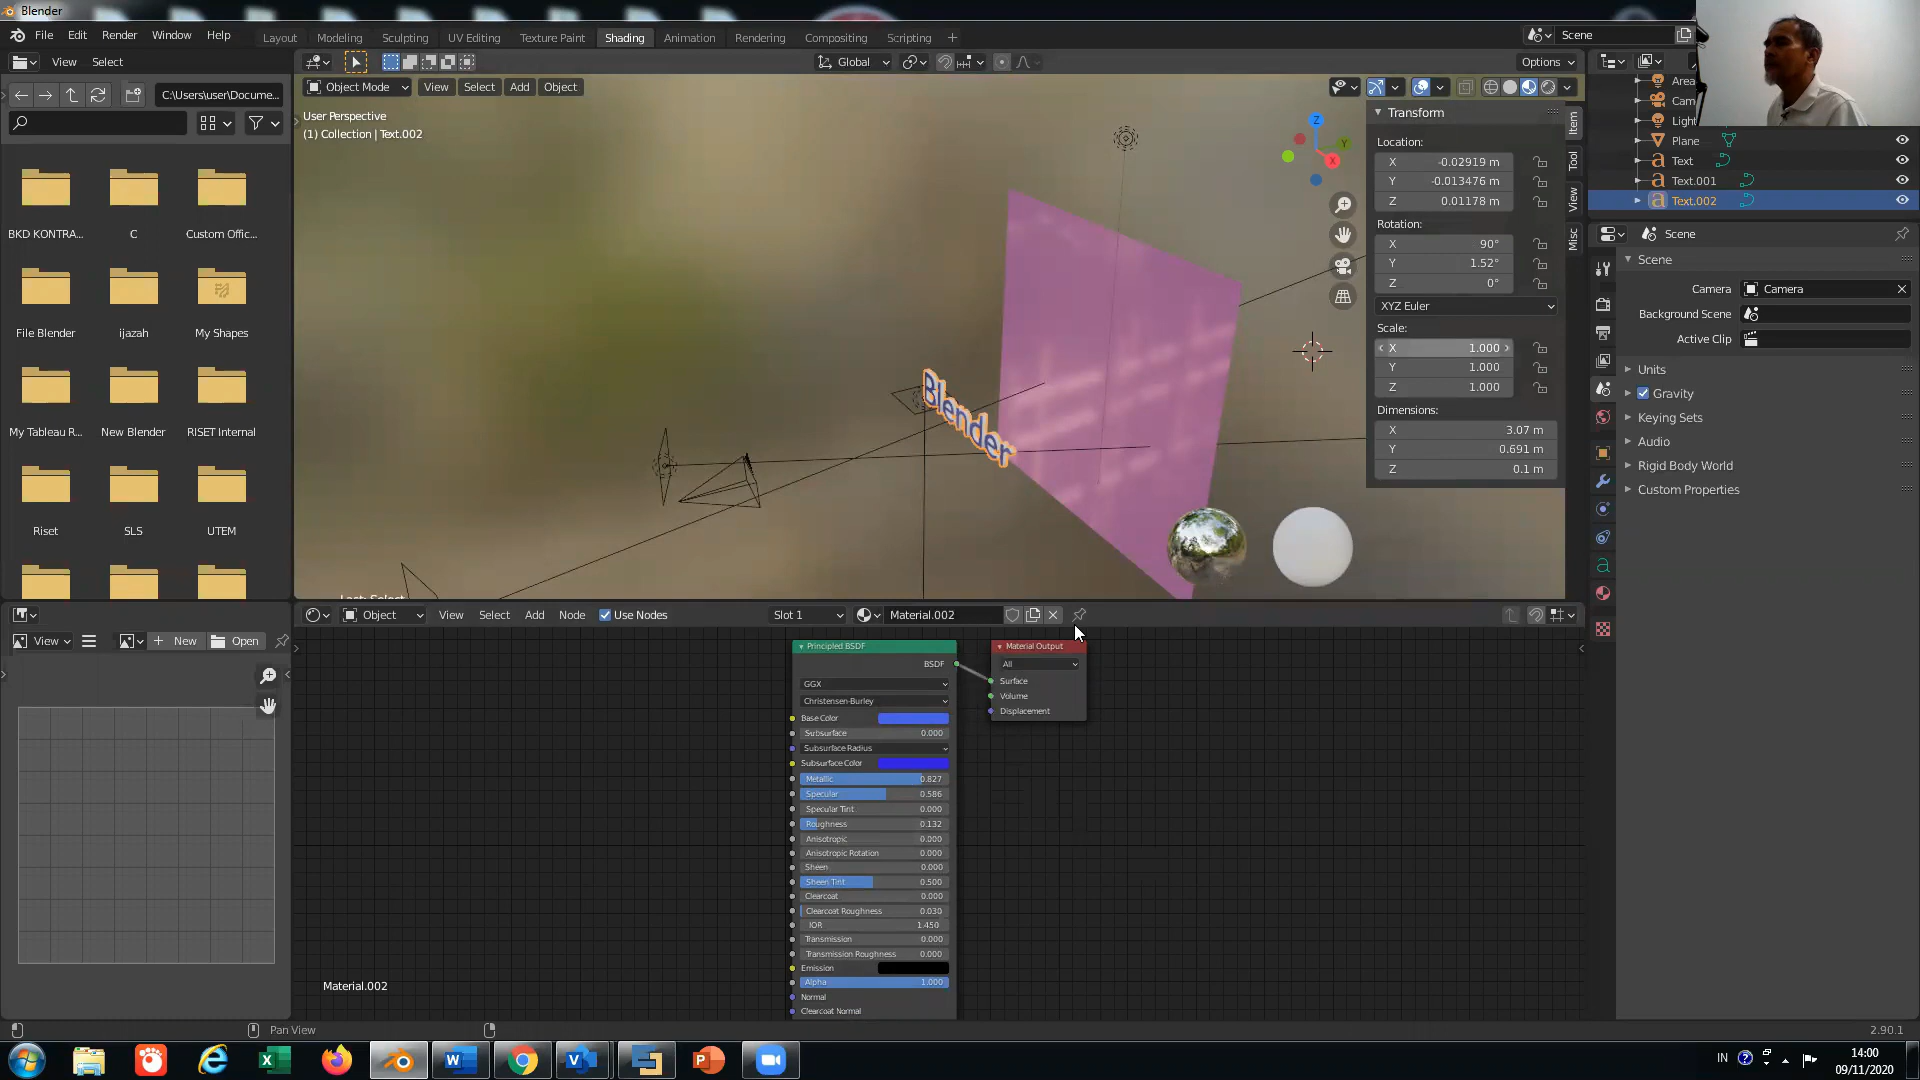 Blender
File Edit Render Window Help
Layout Modeling Sculpting UV Editing Texture Paint Shading Animation Rendering Compositing Scripting +
Scene
View Select
Global
Options
C:\Users\user\Docume...
Object Mode View Select Add Object
User Perspective
(1) Collection | Text.002
BKD KONTRA...
C
Custom Offic...
File Blender
ijazah
My Shapes
My Tableau R...
New Blender
RISET Internal
Riset
SLS
UTEM
Z
Y
X
Blender
Transform
Location:
X -0.02919 m
Y -0.013476 m
Z 0.01178 m
Rotation:
X 90°
Y 1.52°
Z 0°
XYZ Euler
Scale:
X 1.000
Y 1.000
Z 1.000
Dimensions:
X 3.07 m
Y 0.691 m
Z 0.1 m
Item
Tool
View
Misc
Area
Cam
Light
Plane
Text
Text.001
Text.002
Scene
Scene
Camera Camera
Background Scene
Active Clip
Units
Gravity
Keying Sets
Audio
Rigid Body World
Custom Properties
View New Open
Object View Select Add Node Use Nodes Slot 1 Material.002
Principled BSDF
BSDF
GGX
Christensen-Burley
Base Color
Subsurface 0.000
Subsurface Radius
Subsurface Color
Metallic 0.827
Specular 0.586
Specular Tint 0.000
Roughness 0.132
Anisotropic 0.000
Anisotropic Rotation 0.000
Sheen 0.000
Sheen Tint 0.500
Clearcoat 0.000
Clearcoat Roughness 0.030
IOR 1.450
Transmission 0.000
Transmission Roughness 0.000
Emission
Alpha 1.000
Normal
Clearcoat Normal
Material Output
All
Surface
Volume
Displacement
Material.002
Pan View
2.90.1
IN
14:00
09/11/2020